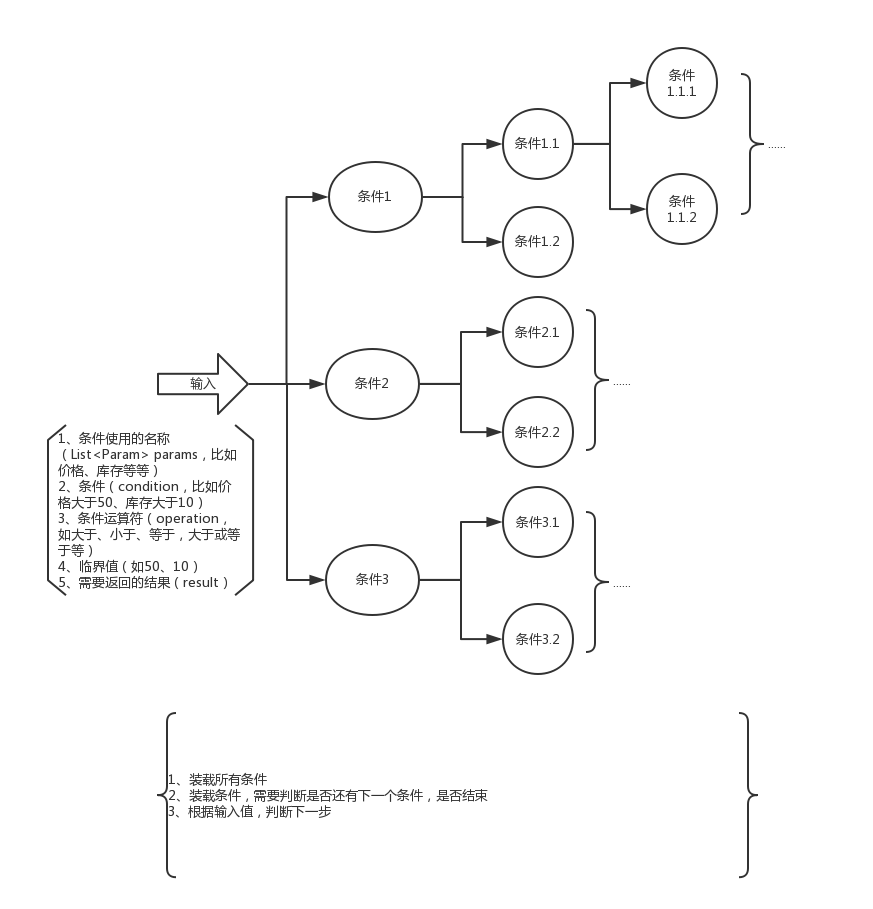 条件
1.1.1
条件1.1
......
条件1
条件
1.1.2
条件1.2
条件2.1
输入
条件2
......
条件2.2
1、条件使用的名称
（List<Param> params，比如
价格、库存等等）
2、条件（condition，比如价
格大于50、库存大于10）
3、条件运算符（operation，
如大于、小于、等于，大于或等
于等）
4、临界值（如50、10）
5、需要返回的结果（result）
条件3.1
条件3
......
条件3.2
1、装载所有条件
2、装载条件，需要判断是否还有下一个条件，是否结束
3、根据输入值，判断下一步